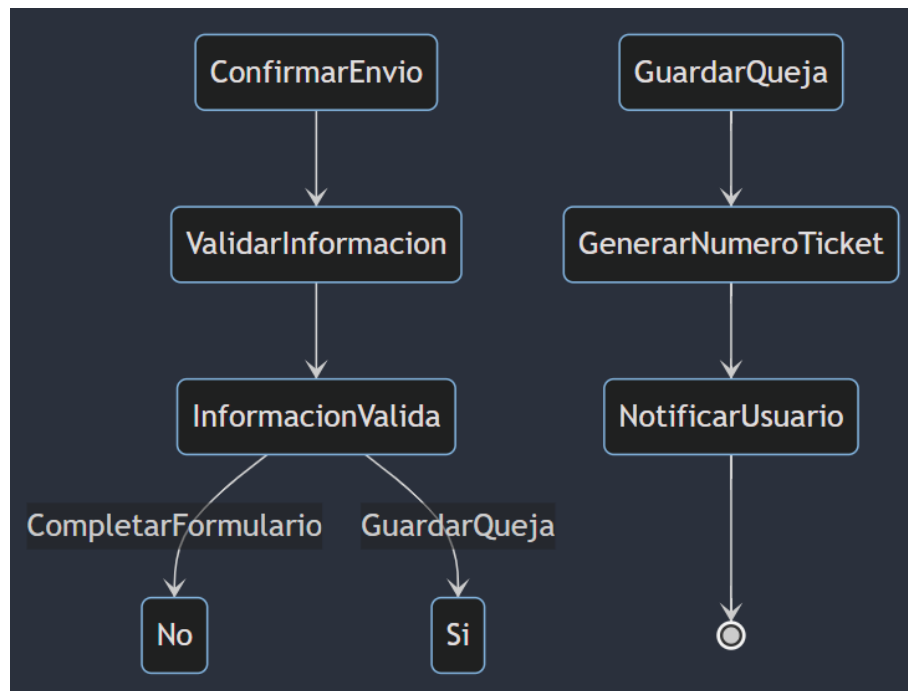 ConfirmarEnvio
GuardarQueja
ValidarInformacion
GenerarNumeroTicket
InformacionValida
NotificarUsuario
CompletarFormulario
GuardarQueja
No
Si